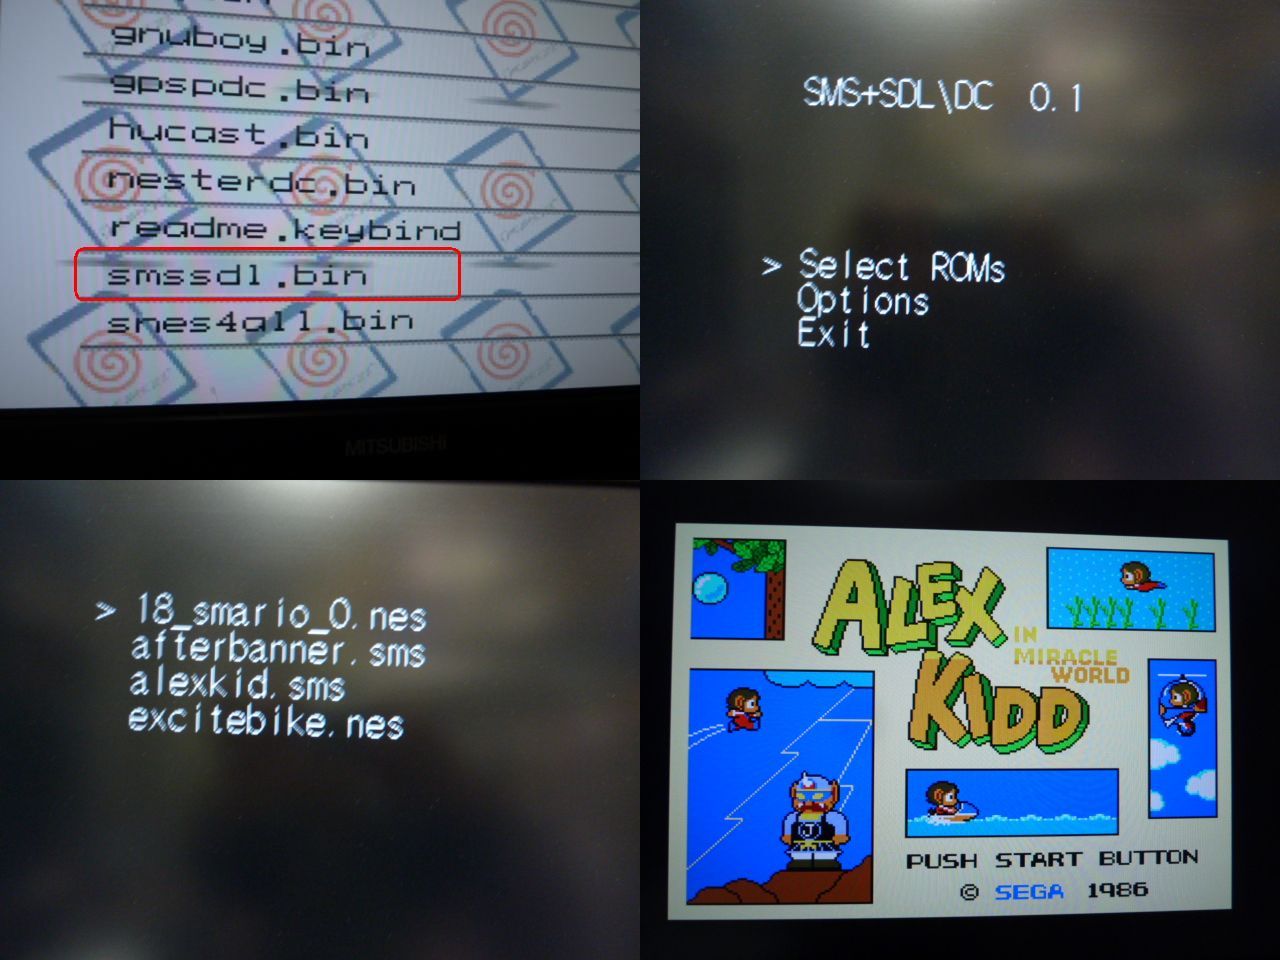 gnuboy.bin
gpspdc.bin
hucast.bin
nesterdc.bin
readme.keybind
smssdl.bin
snes4all.bin
MITSUBISHI
SMS+SDL\DC 0.1
> Select ROMs
Options
Exit
> 18_smario_0.nes
afterbanner.sms
alexkid.sms
excitebike.nes
ALEX
KIDD
IN
MIRACLE
WORLD
PUSH START BUTTON
© SEGA 1986